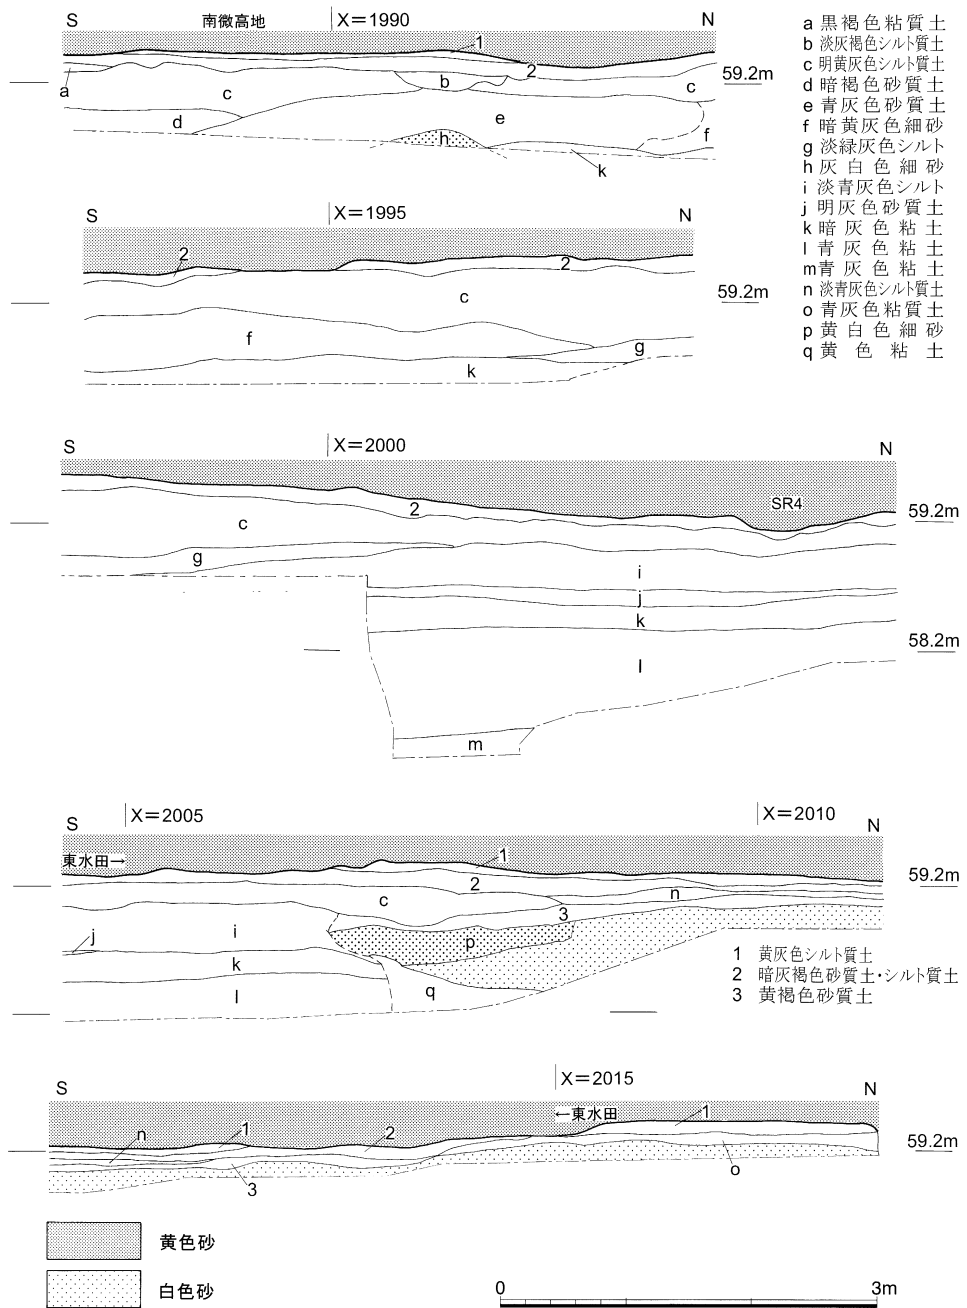 S 南微高地 X＝1990 N
1
2
a b c 59.2m c
d e f
h k
a 黒褐色粘質土
b 淡灰褐色シルト質土
c 明黄灰色シルト質土
d 暗褐色砂質土
e 青灰色砂質土
f 暗黄灰色細砂
g 淡緑灰色シルト
h 灰白色細砂
i 淡青灰色シルト
j 明灰色砂質土
k 暗灰色粘土
l 青灰色粘土
m 青灰色粘土
n 淡青灰色シルト質土
o 青灰色粘質土
p 黄白色細砂
q 黄色粘土
S X＝1995 N
2 2
c 59.2m
f g
k
S X＝2000 N
2 SR4 59.2m
c
g i
j
k
58.2m
l
m
S X＝2005 X＝2010 N
東水田→ 1
2 n 59.2m
c 3
j i p
k
l q
1 黄灰色シルト質土
2 暗灰褐色砂質土・シルト質土
3 黄褐色砂質土
S X＝2015 N
←東水田 1
n 1 2 59.2m
3 o
黄色砂
白色砂
0 3m